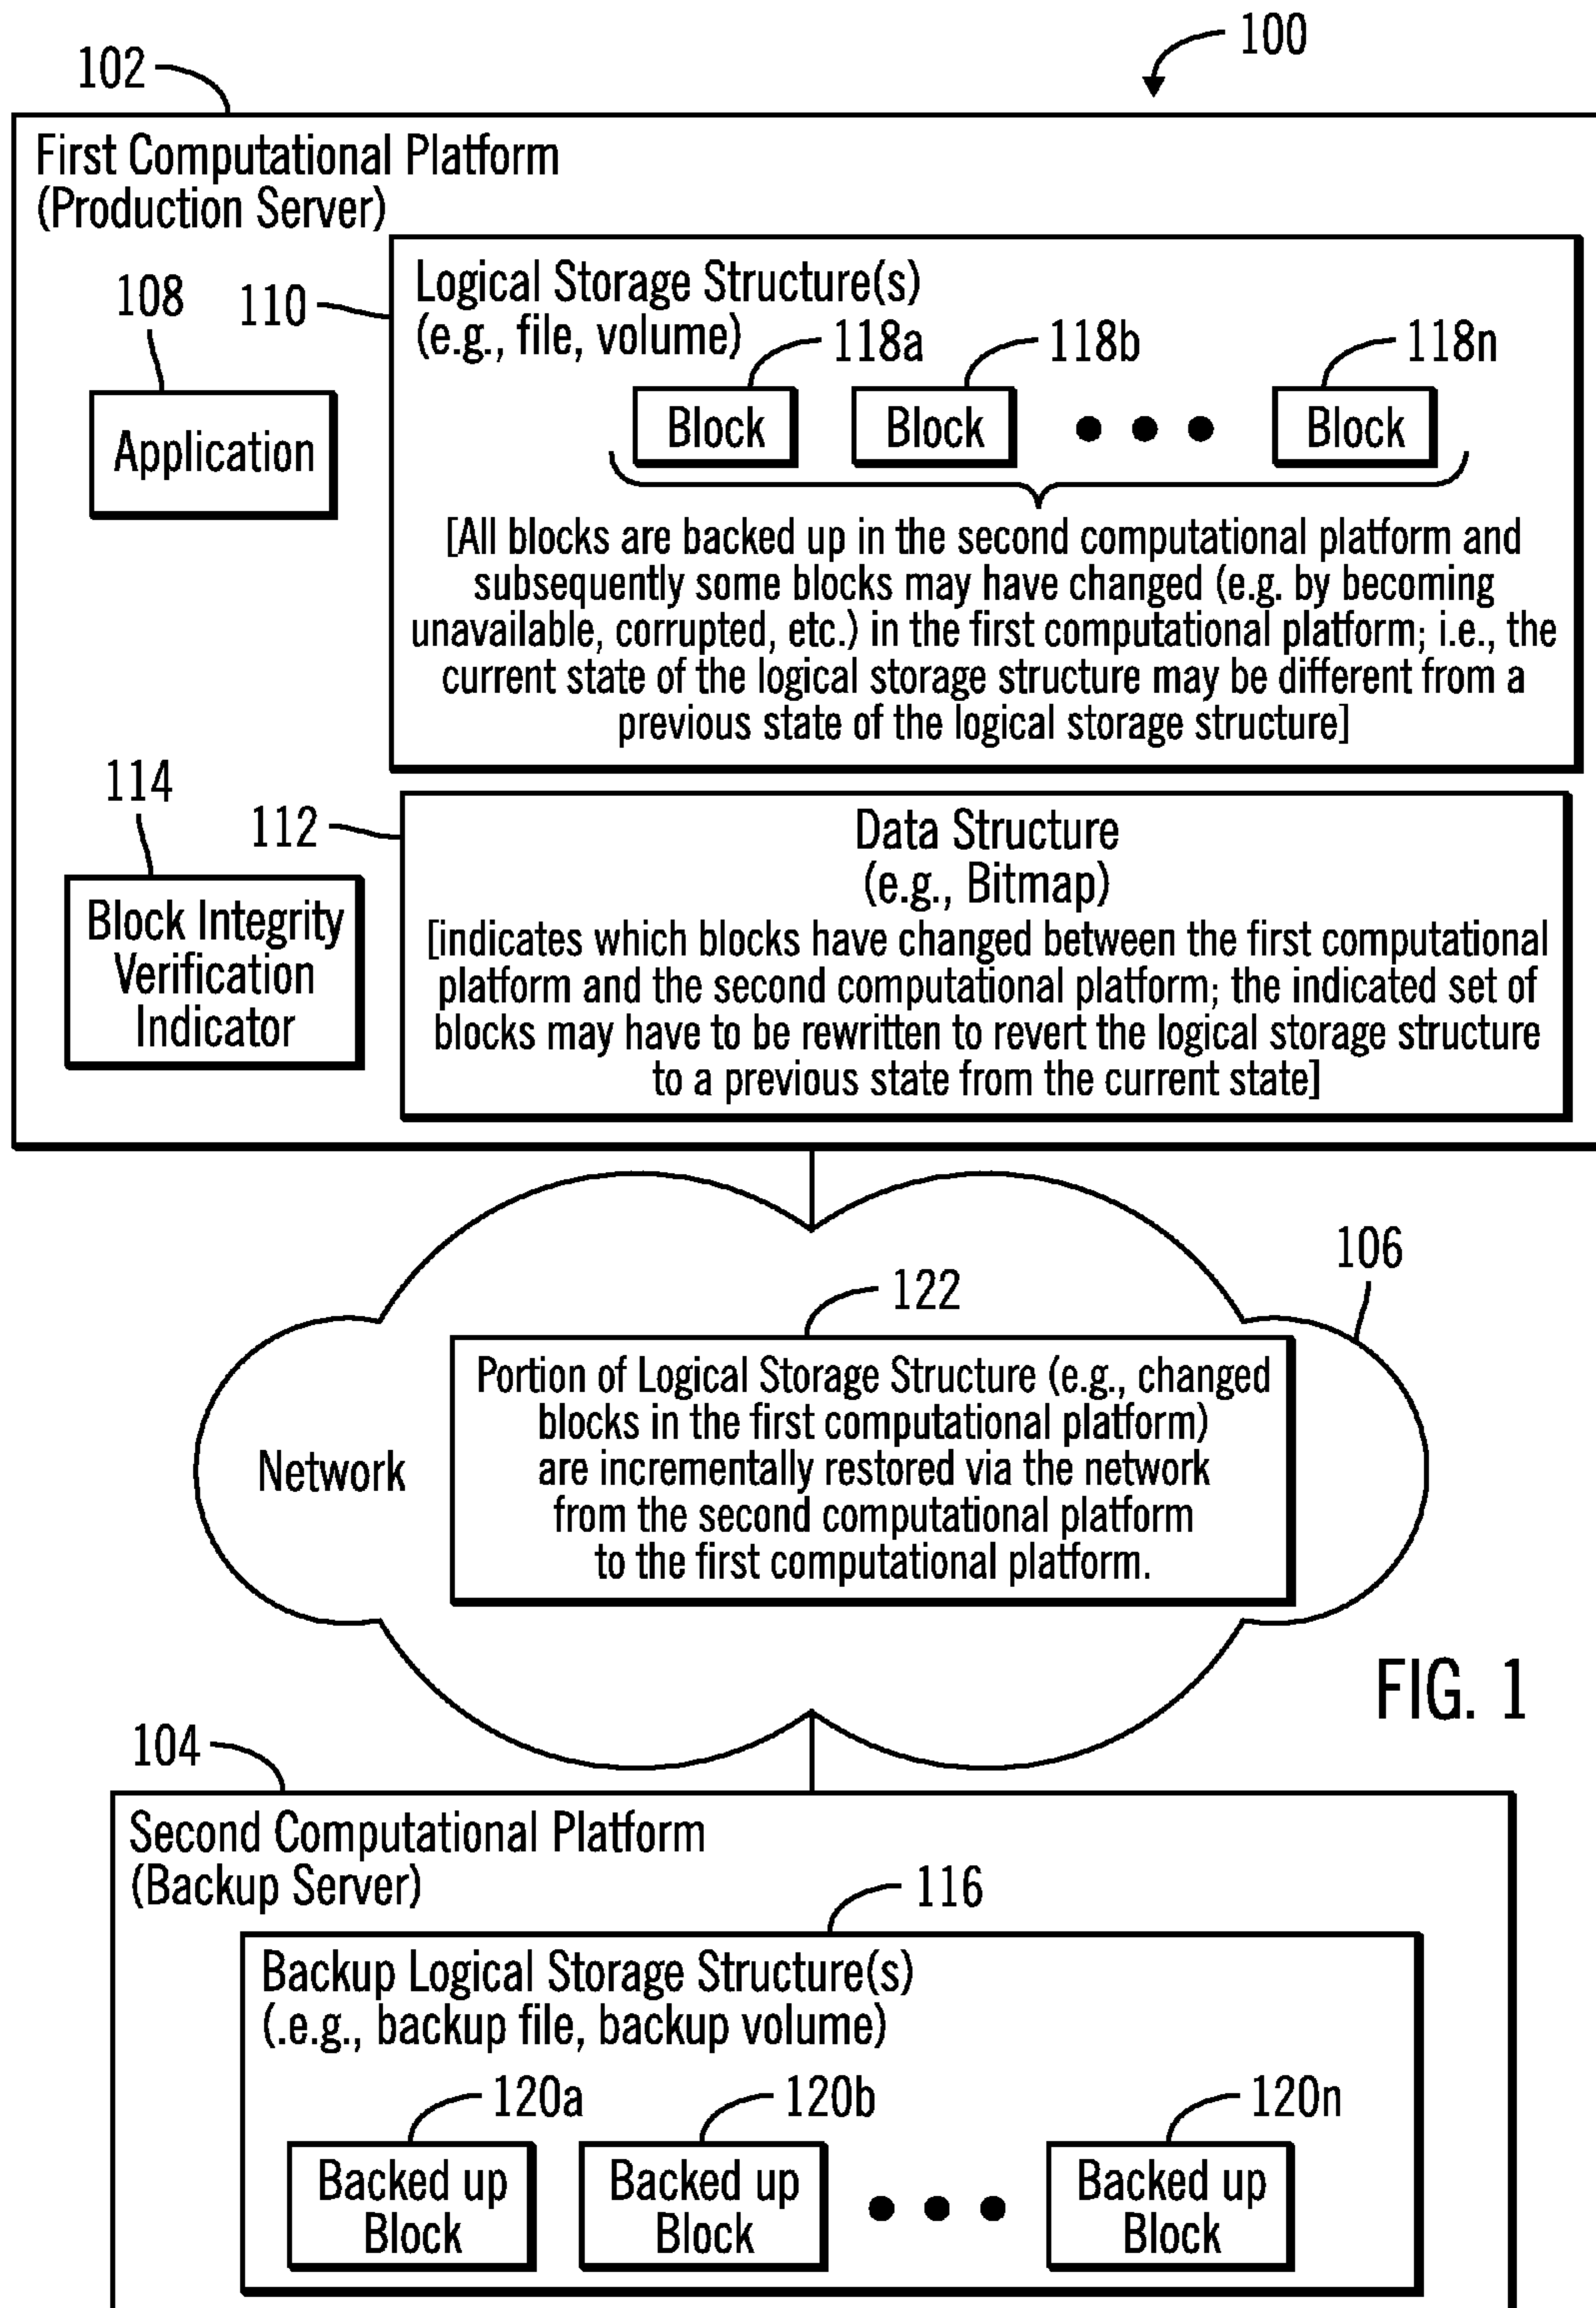 100
102
First Computational Platform
(Production Server)
108
110
Logical Storage Structure(s)
(e.g., file, volume)
118a
118b
118n
Application
Block
Block
Block
[All blocks are backed up in the second computational platform and
subsequently some blocks may have changed (e.g. by becoming
unavailable, corrupted, etc.) in the first computational platform; i.e., the
current state of the logical storage structure may be different from a
previous state of the logical storage structure]
114
112
Data Structure
(e.g., Bitmap)
[indicates which blocks have changed between the first computational
platform and the second computational platform; the indicated set of
blocks may have to be rewritten to revert the logical storage structure
to a previous state from the current state]
Block Integrity
Verification
Indicator
106
122
Network
Portion of Logical Storage Structure (e.g., changed
blocks in the first computational platform)
are incrementally restored via the network
from the second computational platform
to the first computational platform.
FIG. 1
104
Second Computational Platform
(Backup Server)
116
Backup Logical Storage Structure(s)
(.e.g., backup file, backup volume)
120a
120b
120n
Backed up
Block
Backed up
Block
Backed up
Block